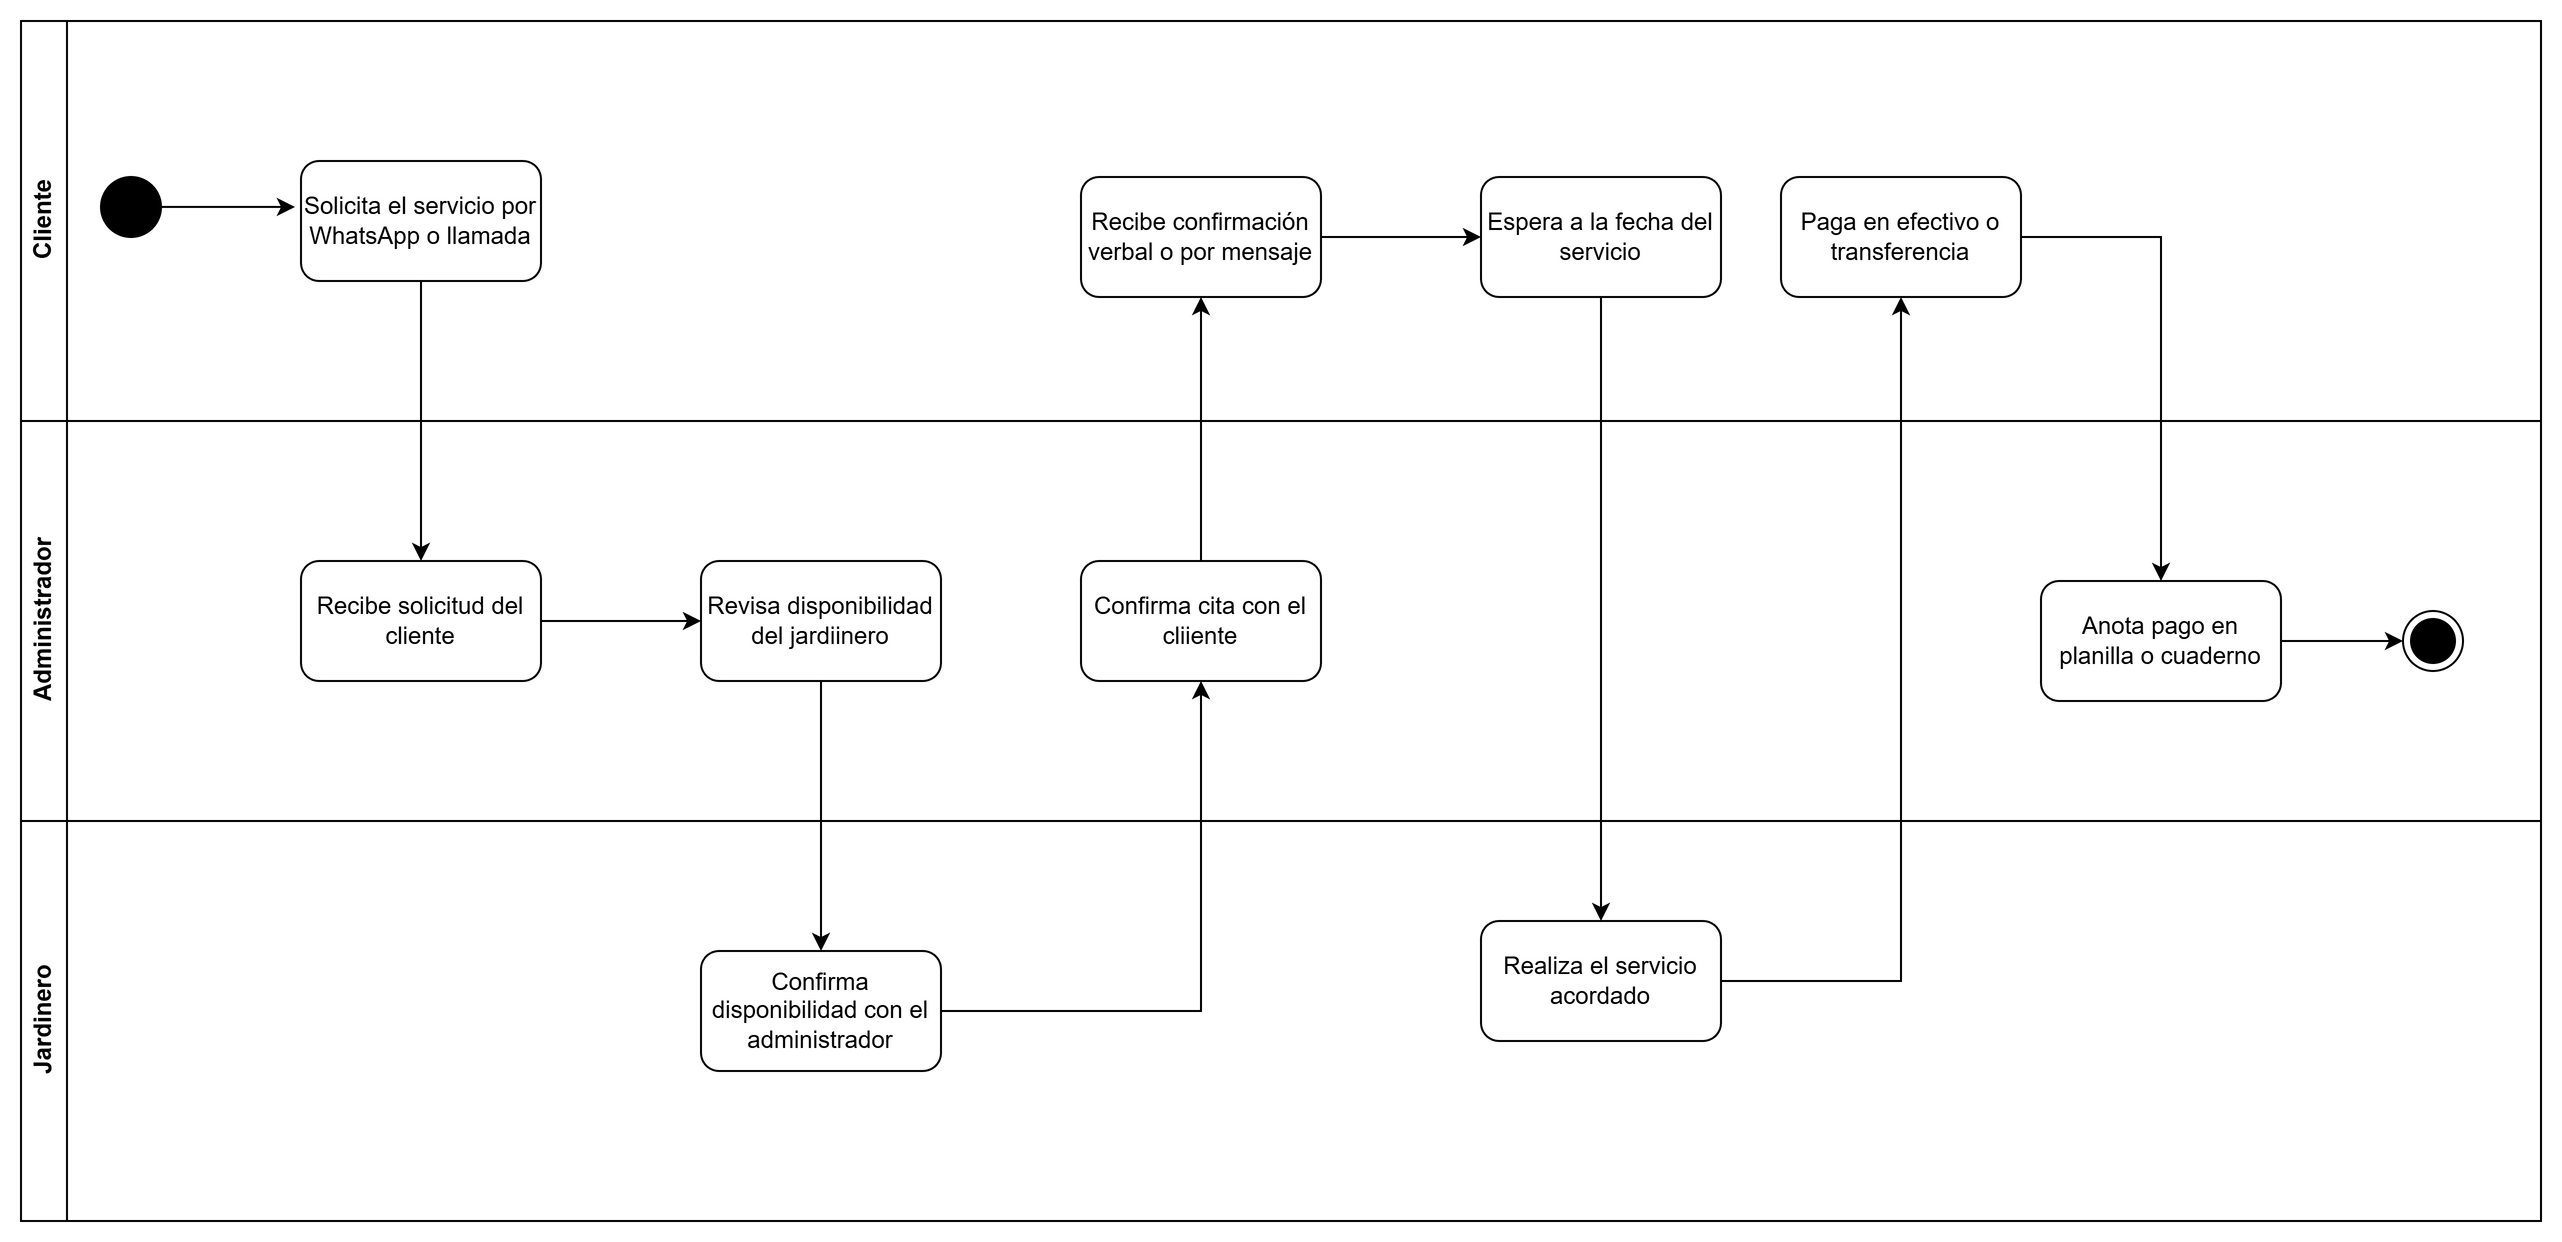 Cliente
Solicita el servicio por
WhatsApp o llamada
Recibe confirmación
verbal o por mensaje
Espera a la fecha del
servicio
Paga en efectivo o
transferencia
Administrador
Recibe solicitud del
cliente
Revisa disponibilidad
del jardiinero
Confirma cita con el
cliiente
Anota pago en
planilla o cuaderno
Jardinero
Confirma
disponibilidad con el
administrador
Realiza el servicio
acordado